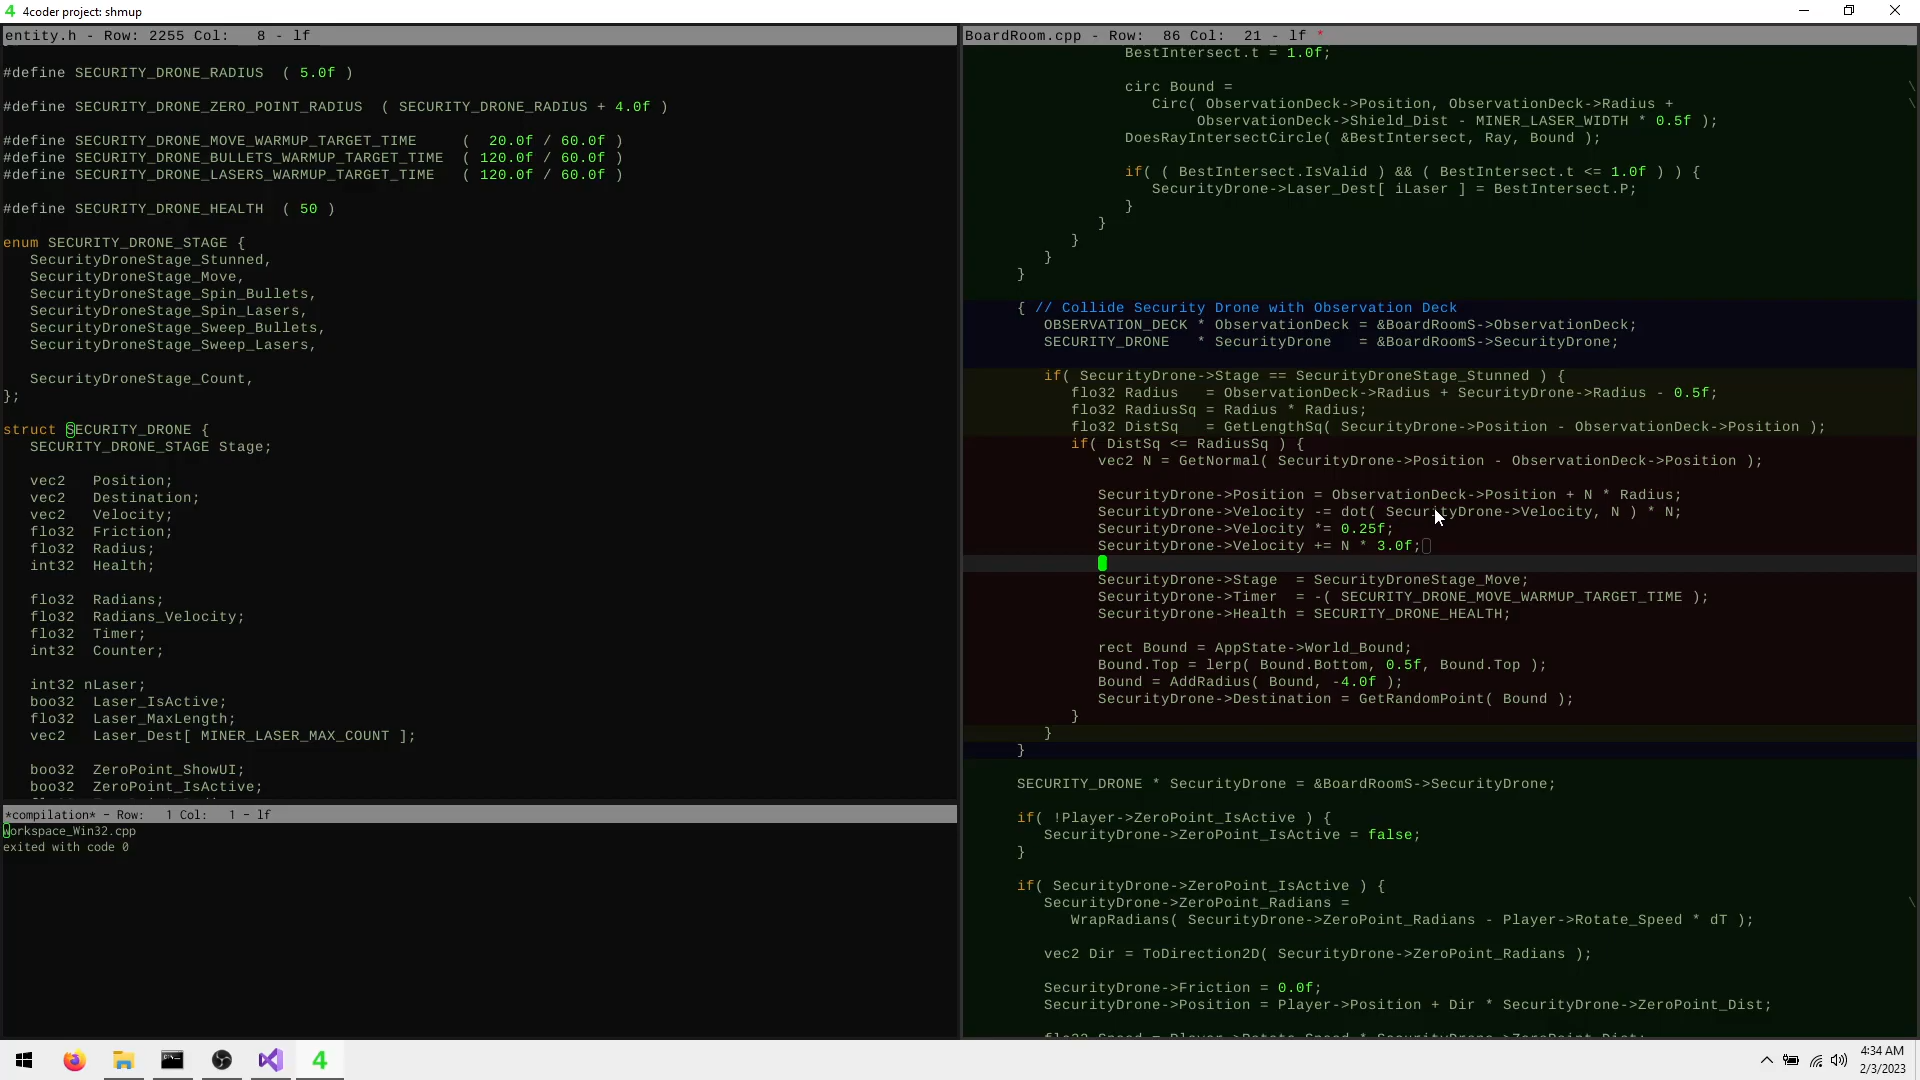 4coder project: shmup
entity.h - Row: 2255 Col:   8 - lf
#define SECURITY_DRONE_RADIUS  ( 5.0f )
#define SECURITY_DRONE_ZERO_POINT_RADIUS  ( SECURITY_DRONE_RADIUS + 4.0f )
#define SECURITY_DRONE_MOVE_WARMUP_TARGET_TIME     (  20.0f / 60.0f )
#define SECURITY_DRONE_BULLETS_WARMUP_TARGET_TIME  ( 120.0f / 60.0f )
#define SECURITY_DRONE_LASERS_WARMUP_TARGET_TIME   ( 120.0f / 60.0f )
#define SECURITY_DRONE_HEALTH  ( 50 )
enum SECURITY_DRONE_STAGE {
SecurityDroneStage_Stunned,
SecurityDroneStage_Move,
SecurityDroneStage_Spin_Bullets,
SecurityDroneStage_Spin_Lasers,
SecurityDroneStage_Sweep_Bullets,
SecurityDroneStage_Sweep_Lasers,
SecurityDroneStage_Count,
};
struct SECURITY_DRONE {
SECURITY_DRONE_STAGE Stage;
vec2   Position;
vec2   Destination;
vec2   Velocity;
flo32  Friction;
flo32  Radius;
int32  Health;
flo32  Radians;
flo32  Radians_Velocity;
flo32  Timer;
int32  Counter;
int32 nLaser;
boo32  Laser_IsActive;
flo32  Laser_MaxLength;
vec2   Laser_Dest[ MINER_LASER_MAX_COUNT ];
boo32  ZeroPoint_ShowUI;
boo32  ZeroPoint_IsActive;
*compilation* - Row:   1 Col:   1 - lf
workspace_Win32.cpp
exited with code 0
BoardRoom.cpp - Row:  86 Col:  21 - lf *
BestIntersect.t = 1.0f;
circ Bound = \
Circ( ObservationDeck->Position, ObservationDeck->Radius + \
ObservationDeck->Shield_Dist - MINER_LASER_WIDTH * 0.5f );
DoesRayIntersectCircle( &BestIntersect, Ray, Bound );
if( ( BestIntersect.IsValid ) && ( BestIntersect.t <= 1.0f ) ) {
SecurityDrone->Laser_Dest[ iLaser ] = BestIntersect.P;
}
}
}
}
}
{ // Collide Security Drone with Observation Deck
OBSERVATION_DECK * ObservationDeck = &BoardRoomS->ObservationDeck;
SECURITY_DRONE   * SecurityDrone   = &BoardRoomS->SecurityDrone;
if( SecurityDrone->Stage == SecurityDroneStage_Stunned ) {
flo32 Radius   = ObservationDeck->Radius + SecurityDrone->Radius - 0.5f;
flo32 RadiusSq = Radius * Radius;
flo32 DistSq   = GetLengthSq( SecurityDrone->Position - ObservationDeck->Position );
if( DistSq <= RadiusSq ) {
vec2 N = GetNormal( SecurityDrone->Position - ObservationDeck->Position );
SecurityDrone->Position = ObservationDeck->Position + N * Radius;
SecurityDrone->Velocity -= dot( SecurityDrone->Velocity, N ) * N;
SecurityDrone->Velocity *= 0.25f;
SecurityDrone->Velocity += N * 3.0f;
SecurityDrone->Stage  = SecurityDroneStage_Move;
SecurityDrone->Timer  = -( SECURITY_DRONE_MOVE_WARMUP_TARGET_TIME );
SecurityDrone->Health = SECURITY_DRONE_HEALTH;
rect Bound = AppState->World_Bound;
Bound.Top = lerp( Bound.Bottom, 0.5f, Bound.Top );
Bound = AddRadius( Bound, -4.0f );
SecurityDrone->Destination = GetRandomPoint( Bound );
}
}
}
SECURITY_DRONE * SecurityDrone = &BoardRoomS->SecurityDrone;
if( !Player->ZeroPoint_IsActive ) {
SecurityDrone->ZeroPoint_IsActive = false;
}
if( SecurityDrone->ZeroPoint_IsActive ) {
SecurityDrone->ZeroPoint_Radians = \
WrapRadians( SecurityDrone->ZeroPoint_Radians - Player->Rotate_Speed * dT );
vec2 Dir = ToDirection2D( SecurityDrone->ZeroPoint_Radians );
SecurityDrone->Friction = 0.0f;
SecurityDrone->Position = Player->Position + Dir * SecurityDrone->ZeroPoint_Dist;
flo32 Speed = Player->Rotate_Speed * SecurityDrone->ZeroPoint_Dist;
4:34 AM
2/3/2023